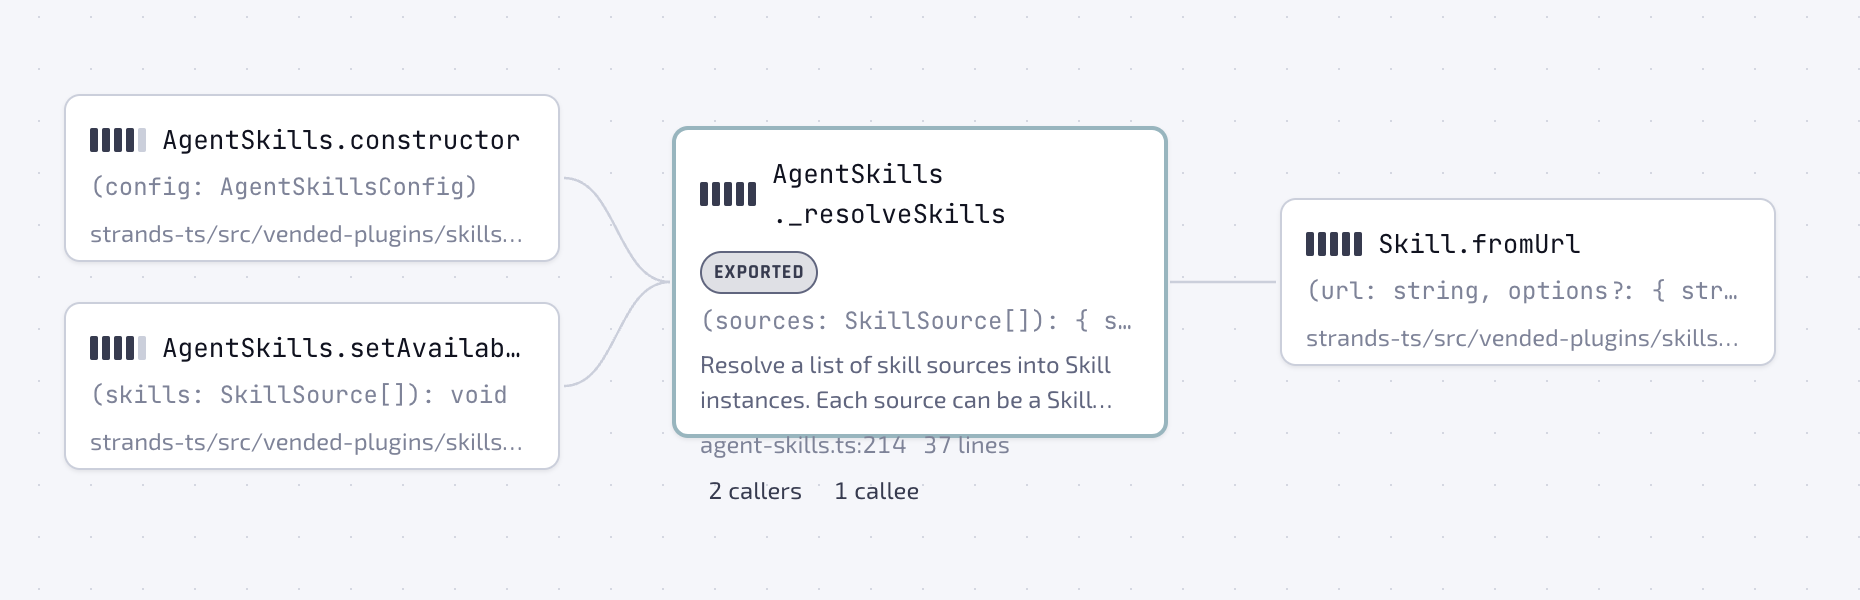 AgentSkills.constructor
(config: AgentSkillsConfig)
strands-ts/src/vended-plugins/skills…
AgentSkills.setAvailab…
(skills: SkillSource[]): void
strands-ts/src/vended-plugins/skills…
AgentSkills
._resolveSkills
EXPORTED
(sources: SkillSource[]): { s…
Resolve a list of skill sources into Skill
instances. Each source can be a Skill…
agent-skills.ts:214 37 lines
2 callers 1 callee
Skill.fromUrl
(url: string, options?: { str…
strands-ts/src/vended-plugins/skills…